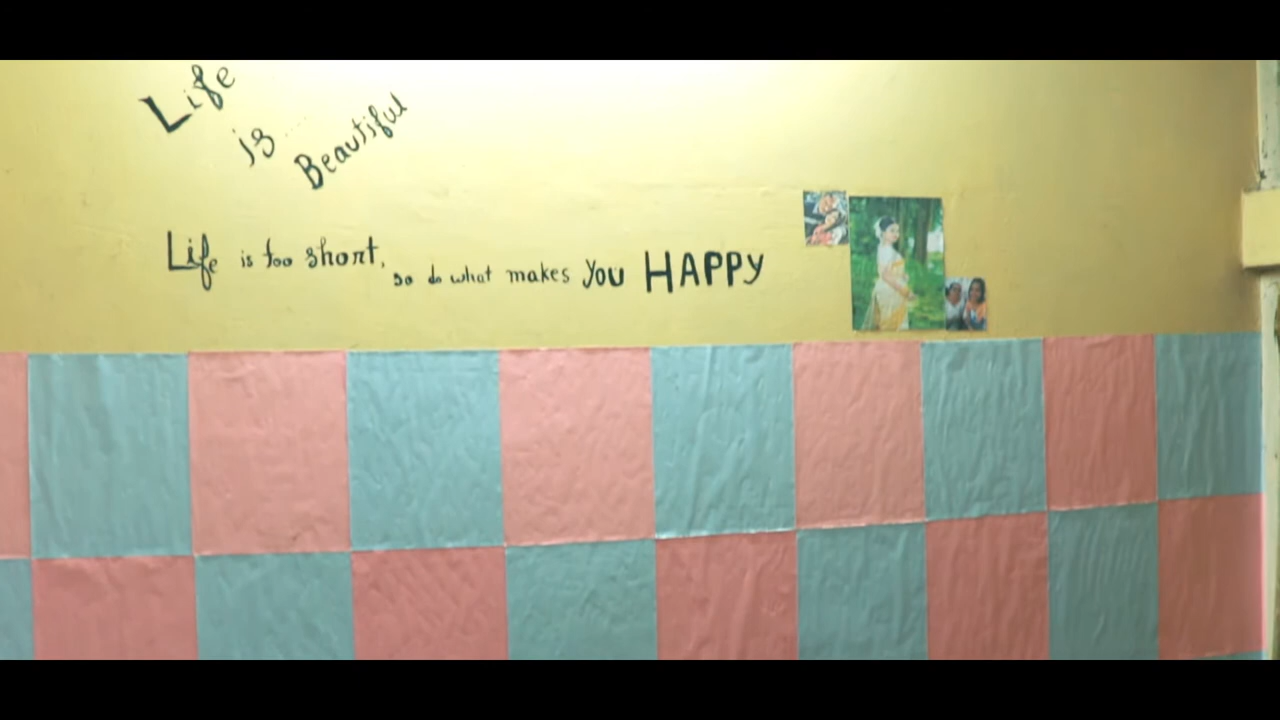 Life
is....
Beautiful
Life is too short,
so do what makes You HAPPY